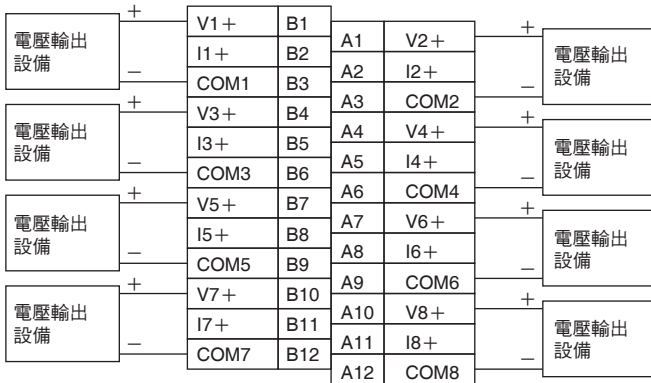 + V1+ B1
電壓輸出 A1 V2+ +
設備 I1+ B2 電壓輸出
A2 I2+ 設備
− COM1 B3
A3 COM2 −
+ V3+ B4
電壓輸出 A4 V4+ +
設備 I3+ B5 電壓輸出
A5 I4+ 設備
− COM3 B6
A6 COM4 −
+ V5+ B7
電壓輸出 A7 V6+ +
設備 I5+ B8 電壓輸出
A8 I6+ 設備
− COM5 B9
A9 COM6 −
+ V7+ B10
電壓輸出 A10 V8+ +
設備 I7+ B11 電壓輸出
A11 I8+ 設備
− COM7 B12
A12 COM8 −